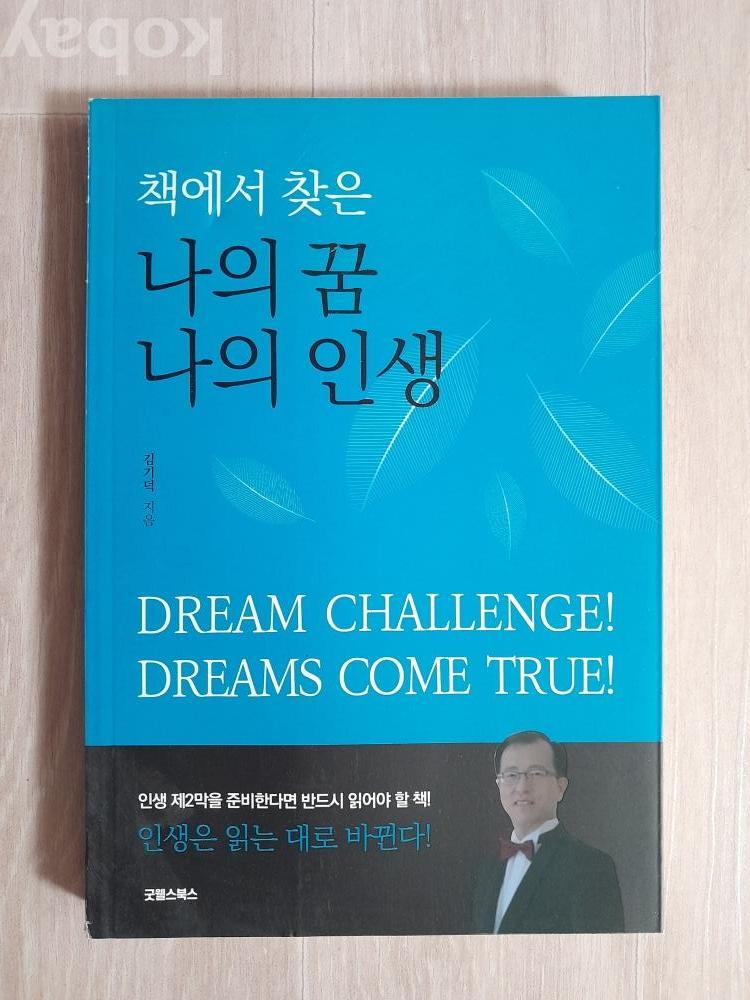 kobay
책에서 찾은
나의 꿈
나의 인생
김기덕 지음
DREAM CHALLENGE!
DREAMS COME TRUE!
인생 제2막을 준비한다면 반드시 읽어야 할 책!
인생은 읽는 대로 바뀐다!
굿웰스북스